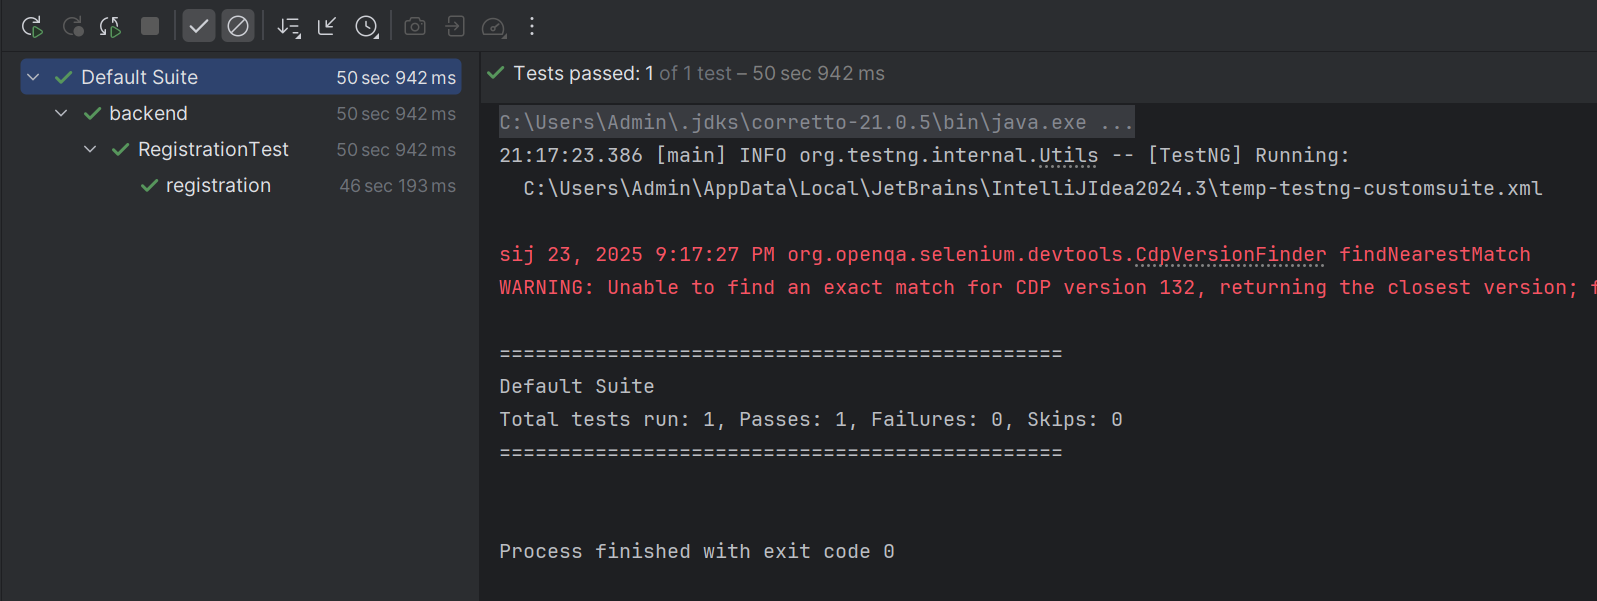 Default Suite 50 sec 942 ms
backend 50 sec 942 ms
RegistrationTest 50 sec 942 ms
registration 46 sec 193 ms
Tests passed: 1 of 1 test – 50 sec 942 ms
C:\Users\Admin\.jdks\corretto-21.0.5\bin\java.exe ...
21:17:23.386 [main] INFO org.testng.internal.Utils -- [TestNG] Running:
C:\Users\Admin\AppData\Local\JetBrains\IntelliJIdea2024.3\temp-testng-customsuite.xml
sij 23, 2025 9:17:27 PM org.openqa.selenium.devtools.CdpVersionFinder findNearestMatch
WARNING: Unable to find an exact match for CDP version 132, returning the closest version;
===============================================
Default Suite
Total tests run: 1, Passes: 1, Failures: 0, Skips: 0
===============================================
Process finished with exit code 0